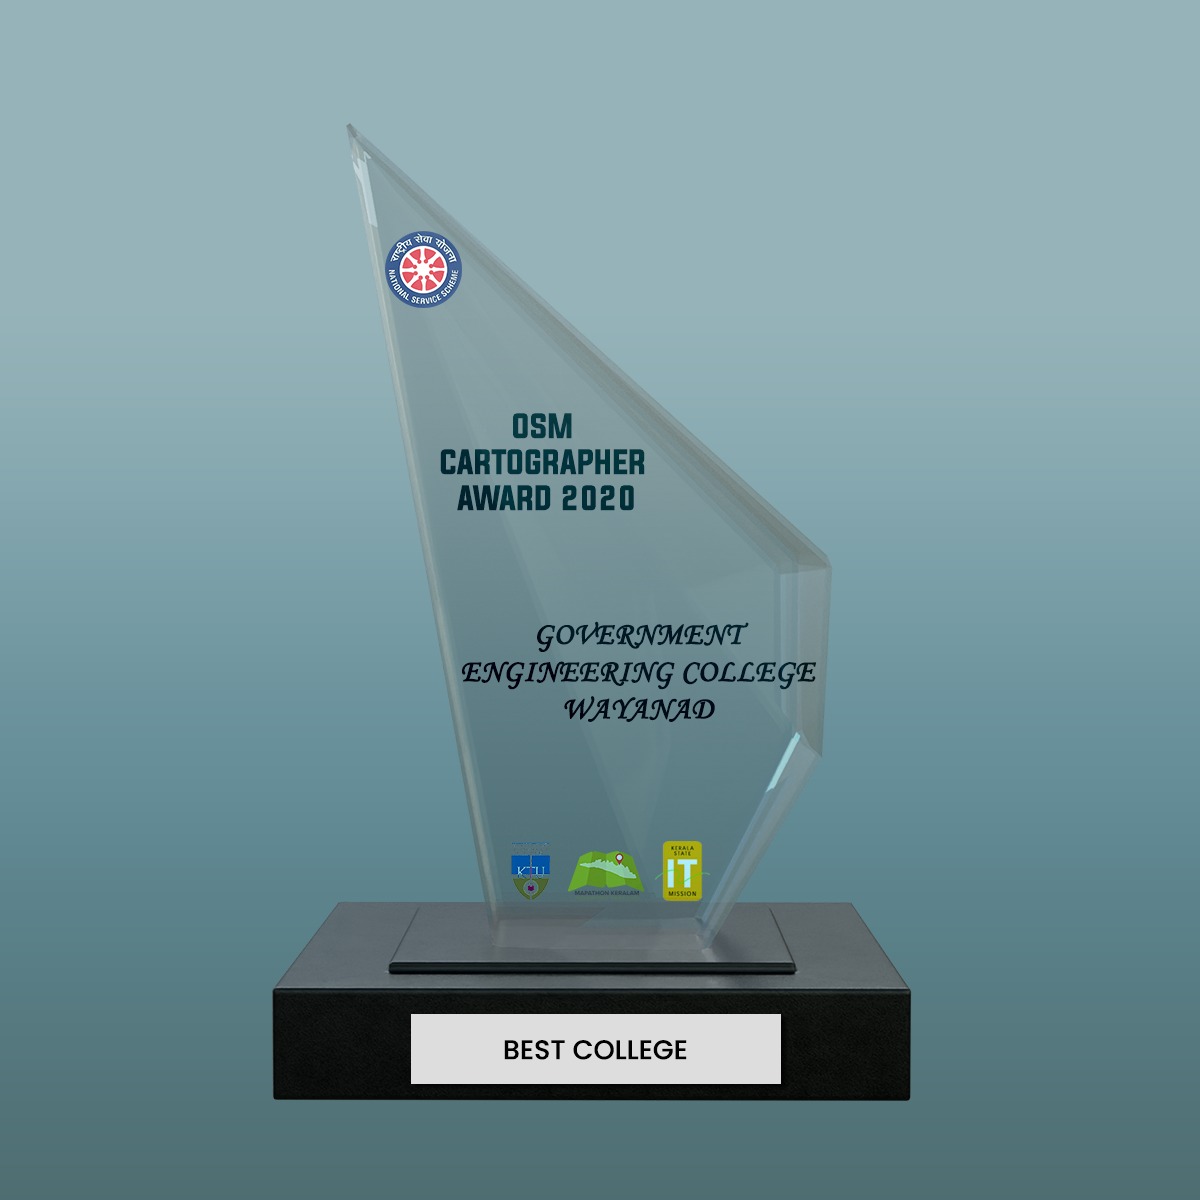 राष्ट्रीय सेवा योजना
NATIONAL SERVICE SCHEME
OSM
CARTOGRAPHER
AWARD 2020
GOVERNMENT
ENGINEERING COLLEGE
WAYANAD
KTU
MAPATHON KERALAM
KERALA
STATE
IT
MISSION
BEST COLLEGE